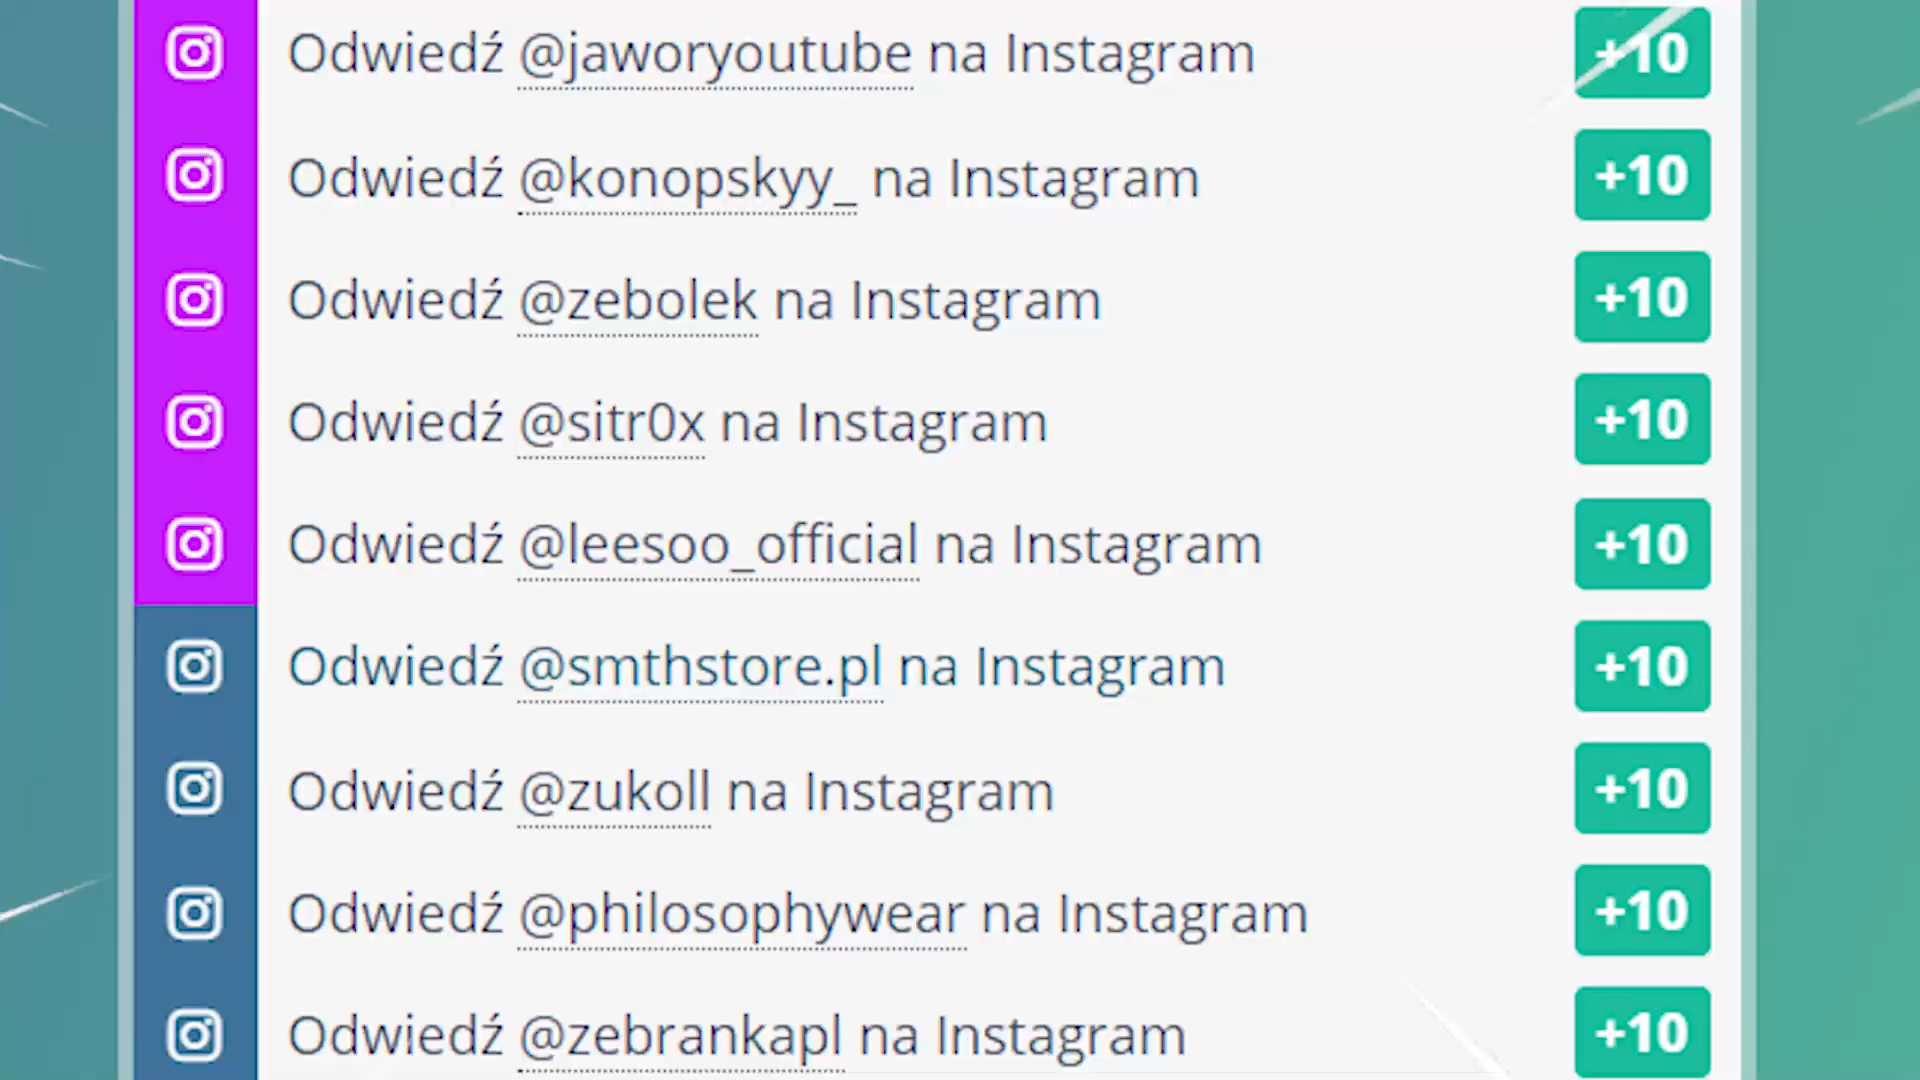 Odwiedź @jaworyoutube na Instagram +10
Odwiedź @konopskyy_ na Instagram +10
Odwiedź @zebolek na Instagram +10
Odwiedź @sitr0x na Instagram +10
Odwiedź @leesoo_official na Instagram +10
Odwiedź @smthstore.pl na Instagram +10
Odwiedź @zukoll na Instagram +10
Odwiedź @philosophywear na Instagram +10
Odwiedź @zebrankapl na Instagram +10